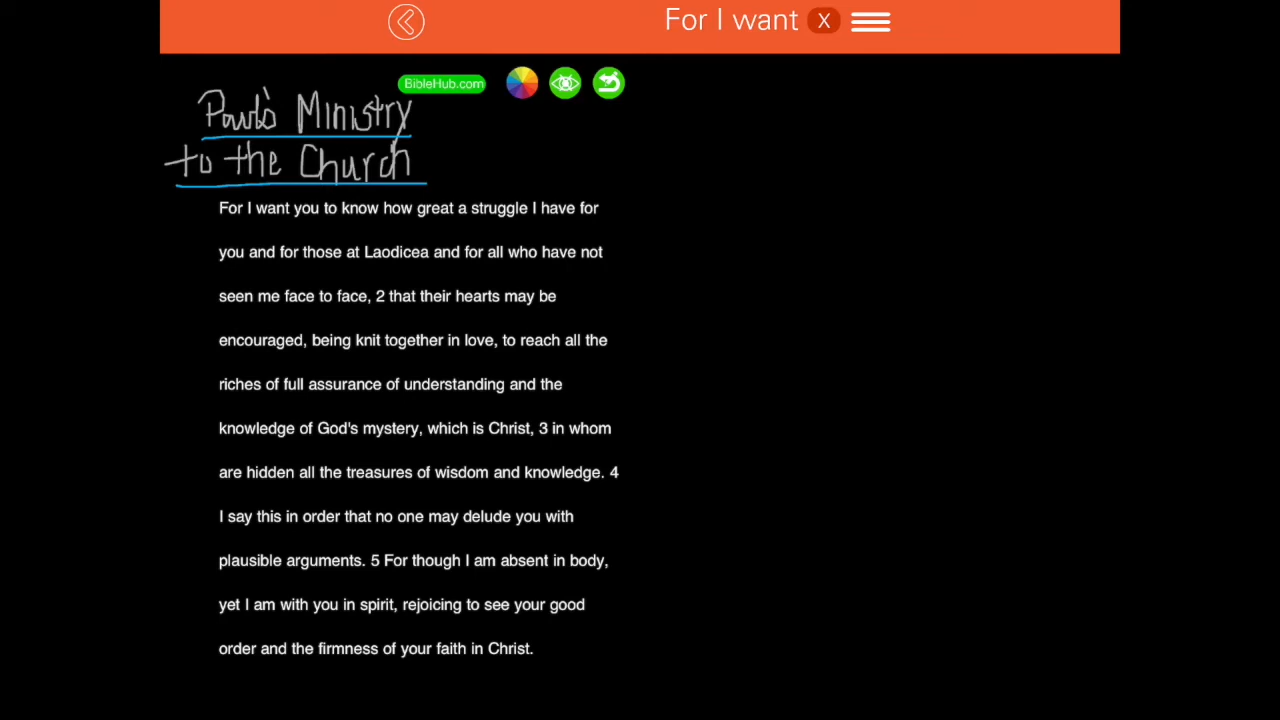 For I want X
BibleHub.com
Paul's Ministry
to the Church
For I want you to know how great a struggle I have for
you and for those at Laodicea and for all who have not
seen me face to face, 2 that their hearts may be
encouraged, being knit together in love, to reach all the
riches of full assurance of understanding and the
knowledge of God's mystery, which is Christ, 3 in whom
are hidden all the treasures of wisdom and knowledge. 4
I say this in order that no one may delude you with
plausible arguments. 5 For though I am absent in body,
yet I am with you in spirit, rejoicing to see your good
order and the firmness of your faith in Christ.